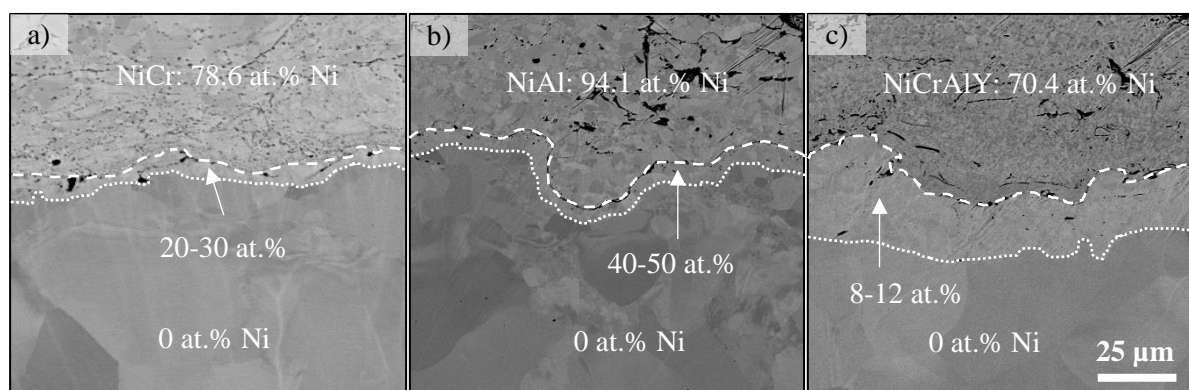 a)
NiCr: 78.6 at.% Ni
20-30 at.%
0 at.% Ni
b)
NiAl: 94.1 at.% Ni
40-50 at.%
0 at.% Ni
c)
NiCrAlY: 70.4 at.% Ni
8-12 at.%
0 at.% Ni
25 µm